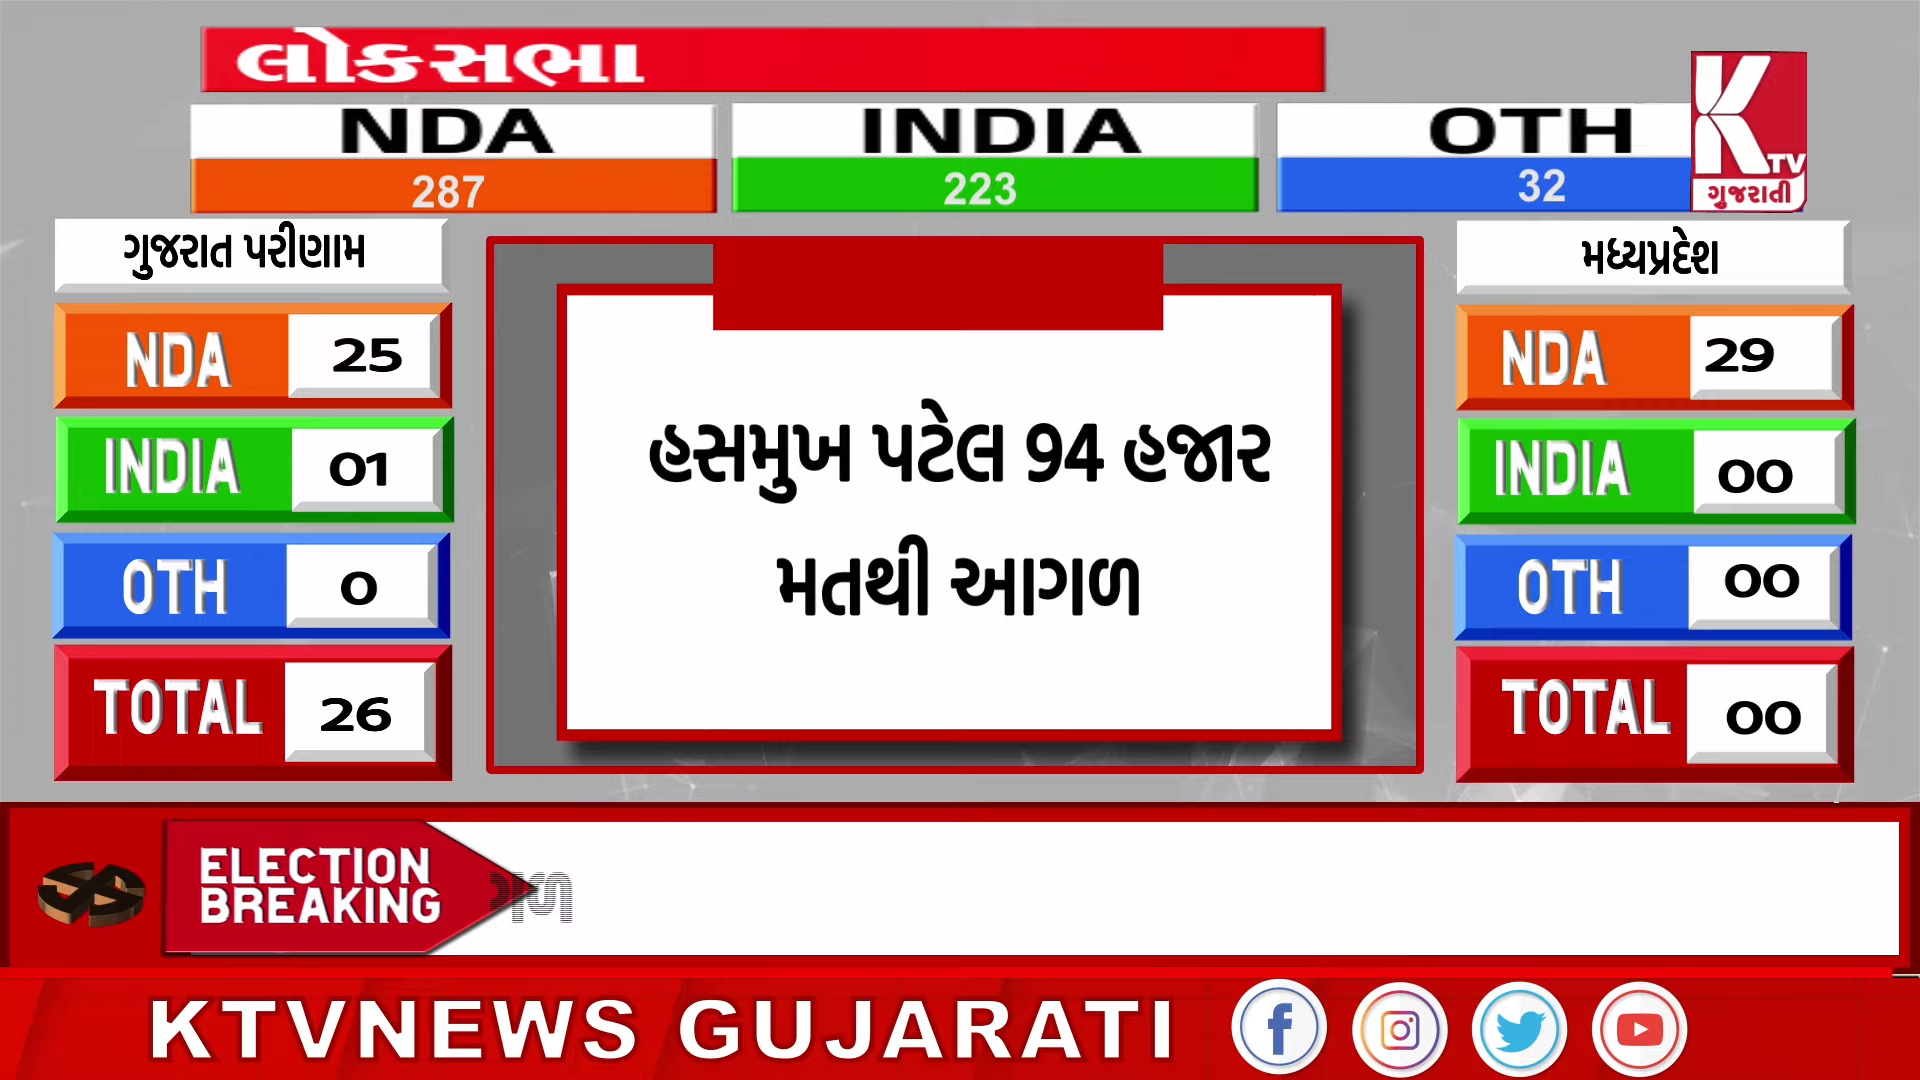 લોકસભા
NDA
287
INDIA
223
OTH
32
KTV
ગુજરાતી
ગુજરાત પરીણામ
NDA 25
INDIA 01
OTH 0
TOTAL 26
હસમુખ પટેલ 94 હજાર
મતથી આગળ
મધ્યપ્રદેશ
NDA 29
INDIA 00
OTH 00
TOTAL 00
ELECTION
BREAKING
KTVNEWS GUJARATI